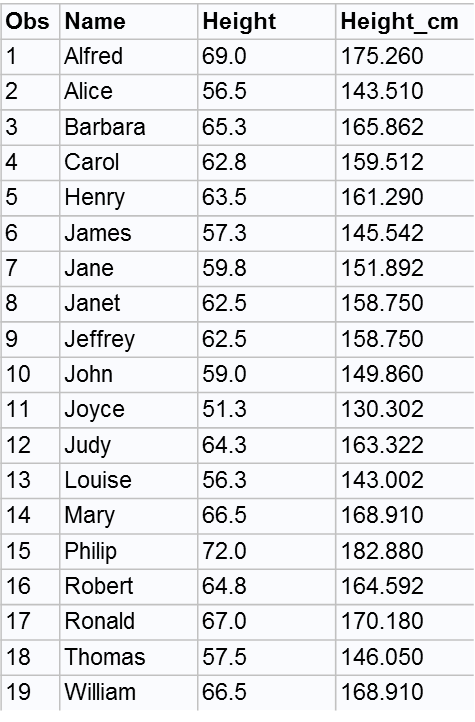 Obs Name Height Height_cm
1 Alfred 69.0 175.260
2 Alice 56.5 143.510
3 Barbara 65.3 165.862
4 Carol 62.8 159.512
5 Henry 63.5 161.290
6 James 57.3 145.542
7 Jane 59.8 151.892
8 Janet 62.5 158.750
9 Jeffrey 62.5 158.750
10 John 59.0 149.860
11 Joyce 51.3 130.302
12 Judy 64.3 163.322
13 Louise 56.3 143.002
14 Mary 66.5 168.910
15 Philip 72.0 182.880
16 Robert 64.8 164.592
17 Ronald 67.0 170.180
18 Thomas 57.5 146.050
19 William 66.5 168.910